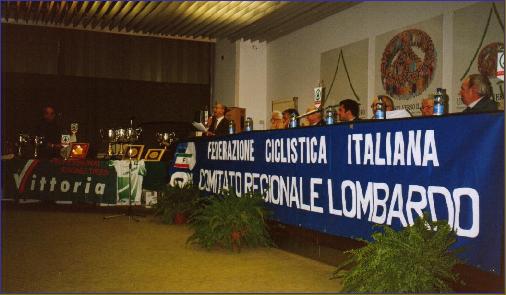 FEDERAZIONE CICLISTICA ITALIANA
COMITATO REGIONALE LOMBARDO
Vittoria